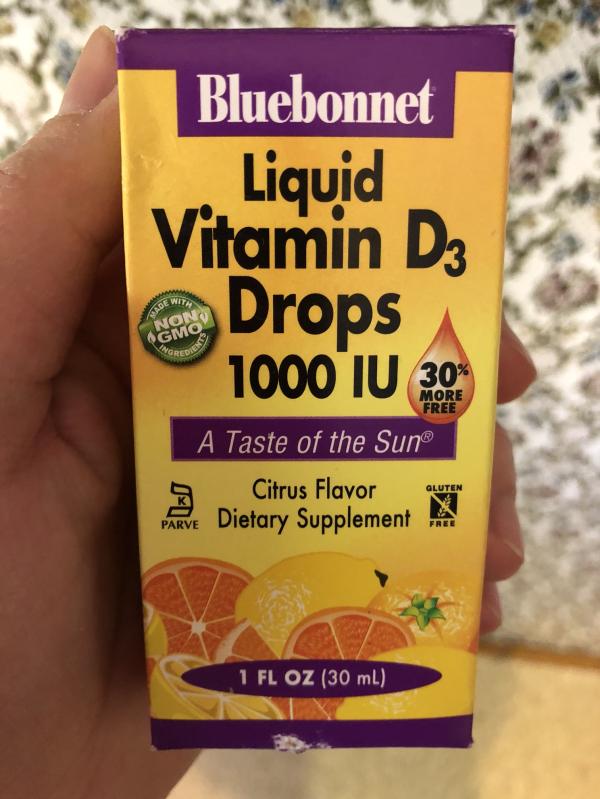 Bluebonnet
Liquid
Vitamin D3
Drops
1000 IU
MADE WITH
NON
GMO
INGREDIENTS
30%
MORE
FREE
A Taste of the Sun®
K
PARVE
Citrus Flavor
Dietary Supplement
GLUTEN
FREE
1 FL OZ (30 mL)